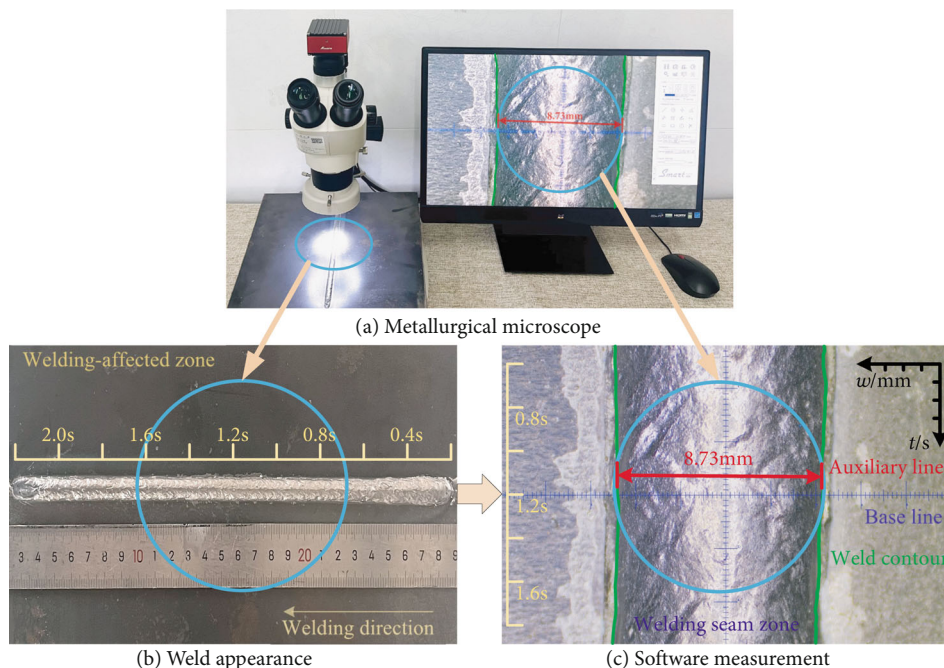 8.73mm
(a) Metallurgical microscope
Welding-affected zone
2.0s 1.6s 1.2s 0.8s 0.4s
3 4 5 6 7 8 9 10 1 2 3 4 5 6 7 8 9 20 1 2 3 4 5 6 7 8 9
Welding direction
(b) Weld appearance
w/mm
0.8s
t/s
8.73mm
Auxiliary line
1.2s
Base line
Weld contour
1.6s
Welding seam zone
(c) Software measurement